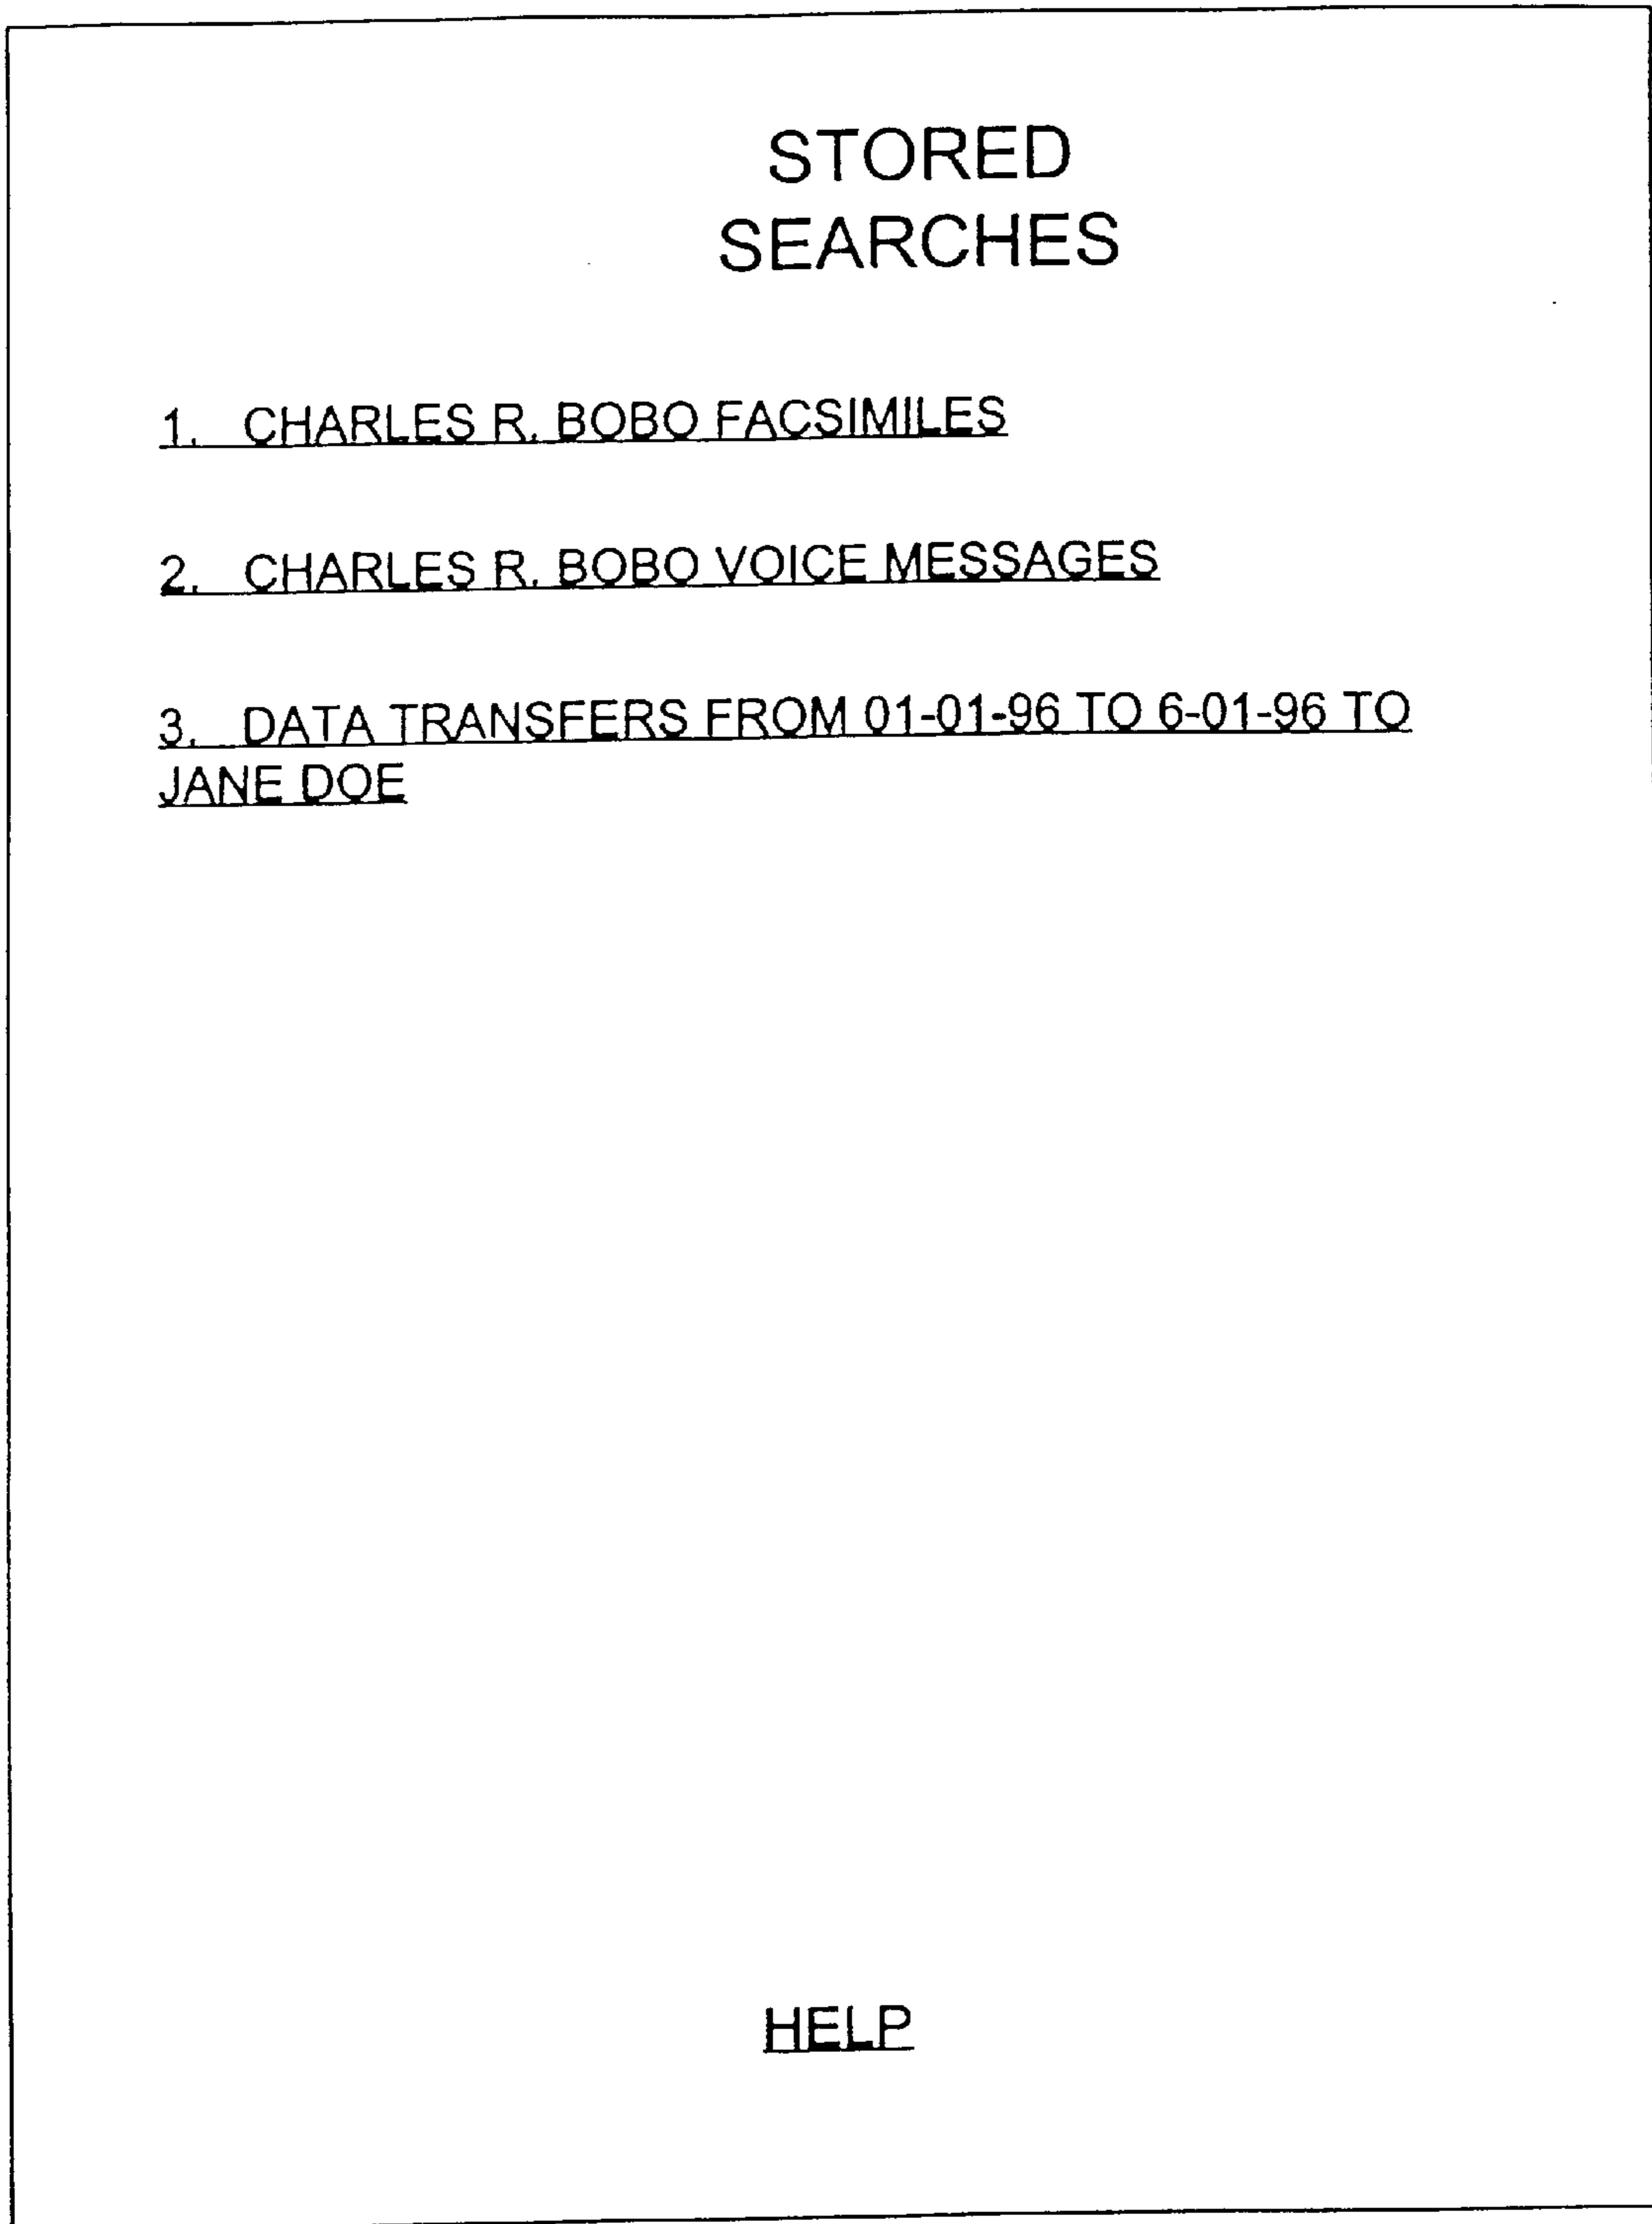 STORED
SEARCHES
1. CHARLES R. BOBO FACSIMILES
2. CHARLES R. BOBO VOICE MESSAGES
3. DATA TRANSFERS FROM 01-01-96 TO 6-01-96 TO
JANE DOE
HELP